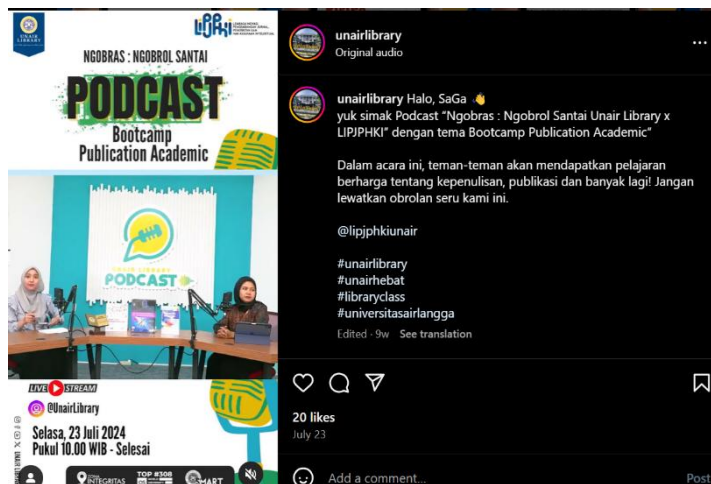 UNAIR
LIBRARY
LIPJPHKI
NGOBRAS : NGOBROL SANTAI
PODCAST
Bootcamp
Publication Academic
UNAIR LIBRARY
PODCAST
LIVE STREAM
@UnairLibrary
Selasa, 23 Juli 2024
Pukul 10.00 WIB - Selesai
INTEGRITAS
TOP #308
SMART
unairlibrary
Original audio
unairlibrary Halo, SaGa 👋
yuk simak Podcast “Ngobras : Ngobrol Santai Unair Library x
LIPJPHKI” dengan tema Bootcamp Publication Academic”
Dalam acara ini, teman-teman akan mendapatkan pelajaran
berharga tentang kepenulisan, publikasi dan banyak lagi! Jangan
lewatkan obrolan seru kami ini.
@lipjphkiunair
#unairlibrary
#unairhebat
#libraryclass
#universitasairlangga
Edited · 9w See translation
20 likes
July 23
Add a comment...
Post